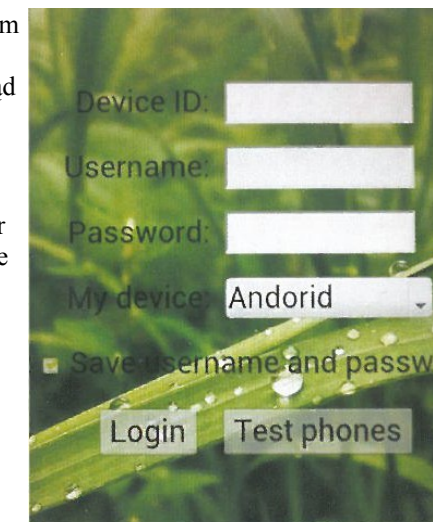 Device ID:
Username:
Password:
My device: Andorid
Save username and passw
Login Test phones